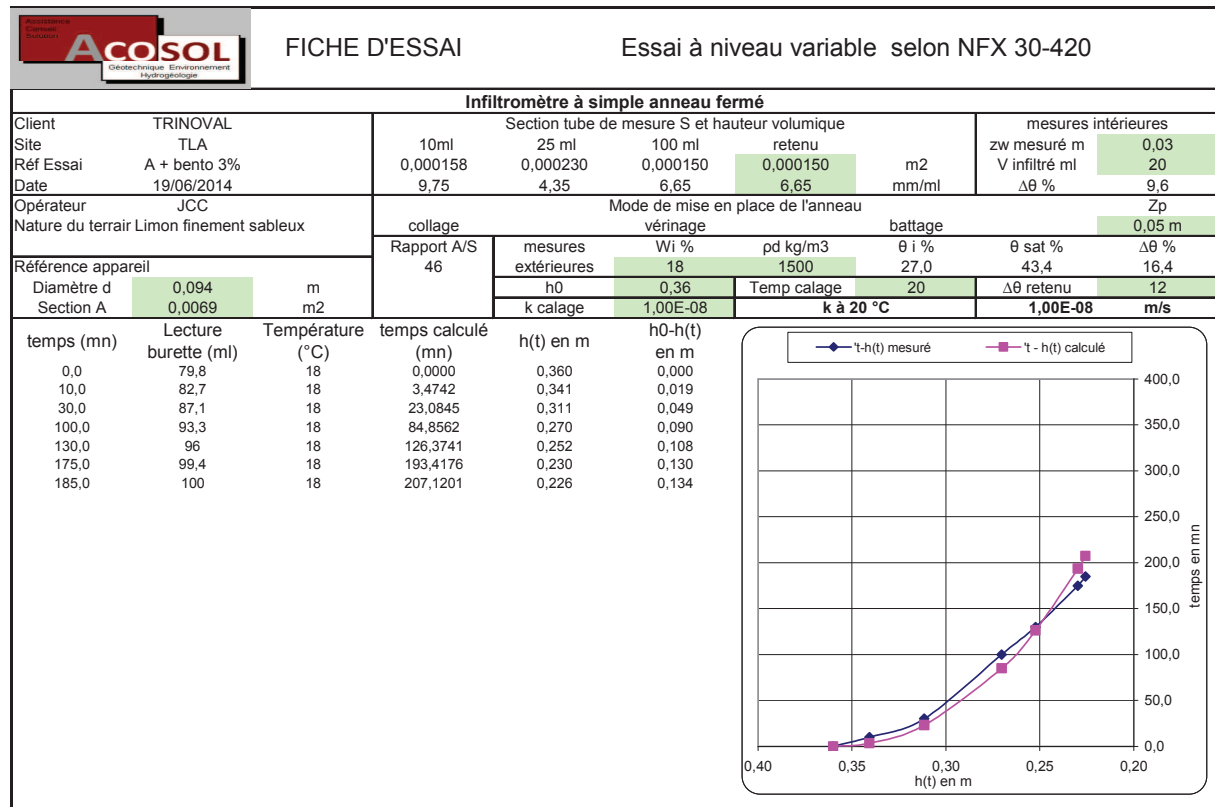 Assistance
Conseil
Solution
ACOSOL
Géotechnique Environnement
Hydrogéologie
FICHE D'ESSAI Essai à niveau variable selon NFX 30-420
Infiltromètre à simple anneau fermé
Client TRINOVAL Section tube de mesure S et hauteur volumique mesures intérieures
Site TLA 10ml 25 ml 100 ml retenu zw mesuré m 0,03
Réf Essai A + bento 3% 0,000158 0,000230 0,000150 0,000150 m2 V infiltré ml 20
Date 19/06/2014 9,75 4,35 6,65 6,65 mm/ml Δθ % 9,6
Opérateur JCC Mode de mise en place de l'anneau Zp
Nature du terrair Limon finement sableux collage vérinage battage 0,05 m
Rapport A/S mesures Wi % ρd kg/m3 θ i % θ sat % Δθ %
Référence appareil 46 extérieures 18 1500 27,0 43,4 16,4
Diamètre d 0,094 m h0 0,36 Temp calage 20 Δθ retenu 12
Section A 0,0069 m2 k calage 1,00E-08 k à 20 °C 1,00E-08 m/s
temps (mn) Lecture burette (ml) Température (°C) temps calculé (mn) h(t) en m h0-h(t) en m
0,0 79,8 18 0,0000 0,360 0,000
10,0 82,7 18 3,4742 0,341 0,019
30,0 87,1 18 23,0845 0,311 0,049
100,0 93,3 18 84,8562 0,270 0,090
130,0 96 18 126,3741 0,252 0,108
175,0 99,4 18 193,4176 0,230 0,130
185,0 100 18 207,1201 0,226 0,134
't-h(t) mesuré 't - h(t) calculé
400,0
350,0
300,0
250,0
200,0
150,0
100,0
50,0
0,0
temps en mn
0,40 0,35 0,30 0,25 0,20
h(t) en m